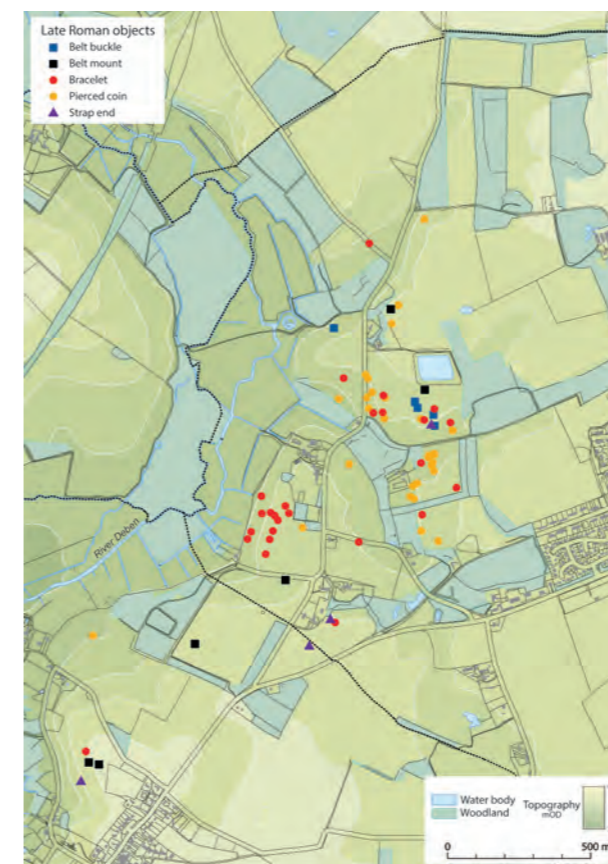 Late Roman objects
Belt buckle
Belt mount
Bracelet
Pierced coin
Strap end
River Deben
Water body
Woodland
Topography
mOD
0
500 m